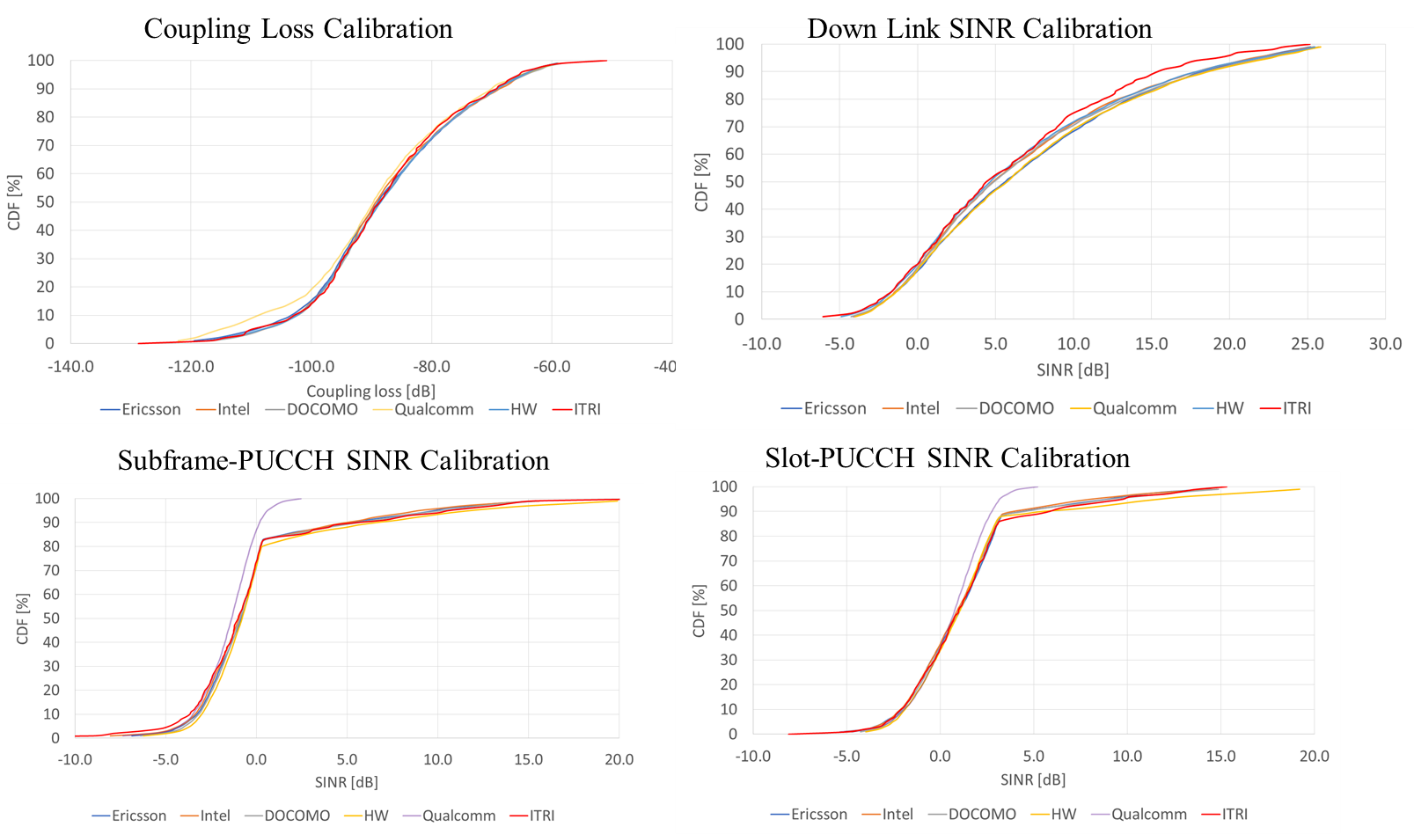 Coupling Loss Calibration
CDF [%]
100
90
80
70
60
50
40
30
20
10
0
-140.0 -120.0 -100.0 -80.0 -60.0 -40
Coupling loss [dB]
Ericsson Intel DOCOMO Qualcomm HW ITRI
Down Link SINR Calibration
CDF [%]
100
90
80
70
60
50
40
30
20
10
0
-10.0 -5.0 0.0 5.0 10.0 15.0 20.0 25.0 30.0
SINR [dB]
Ericsson Intel DOCOMO Qualcomm HW ITRI
Subframe-PUCCH SINR Calibration
CDF [%]
100
90
80
70
60
50
40
30
20
10
0
-10.0 -5.0 0.0 5.0 10.0 15.0 20.0
SINR [dB]
Ericsson Intel DOCOMO HW Qualcomm ITRI
Slot-PUCCH SINR Calibration
CDF [%]
100
90
80
70
60
50
40
30
20
10
0
-10.0 -5.0 0.0 5.0 10.0 15.0 20.0
SINR [dB]
Ericsson Intel DOCOMO HW Qualcomm ITRI